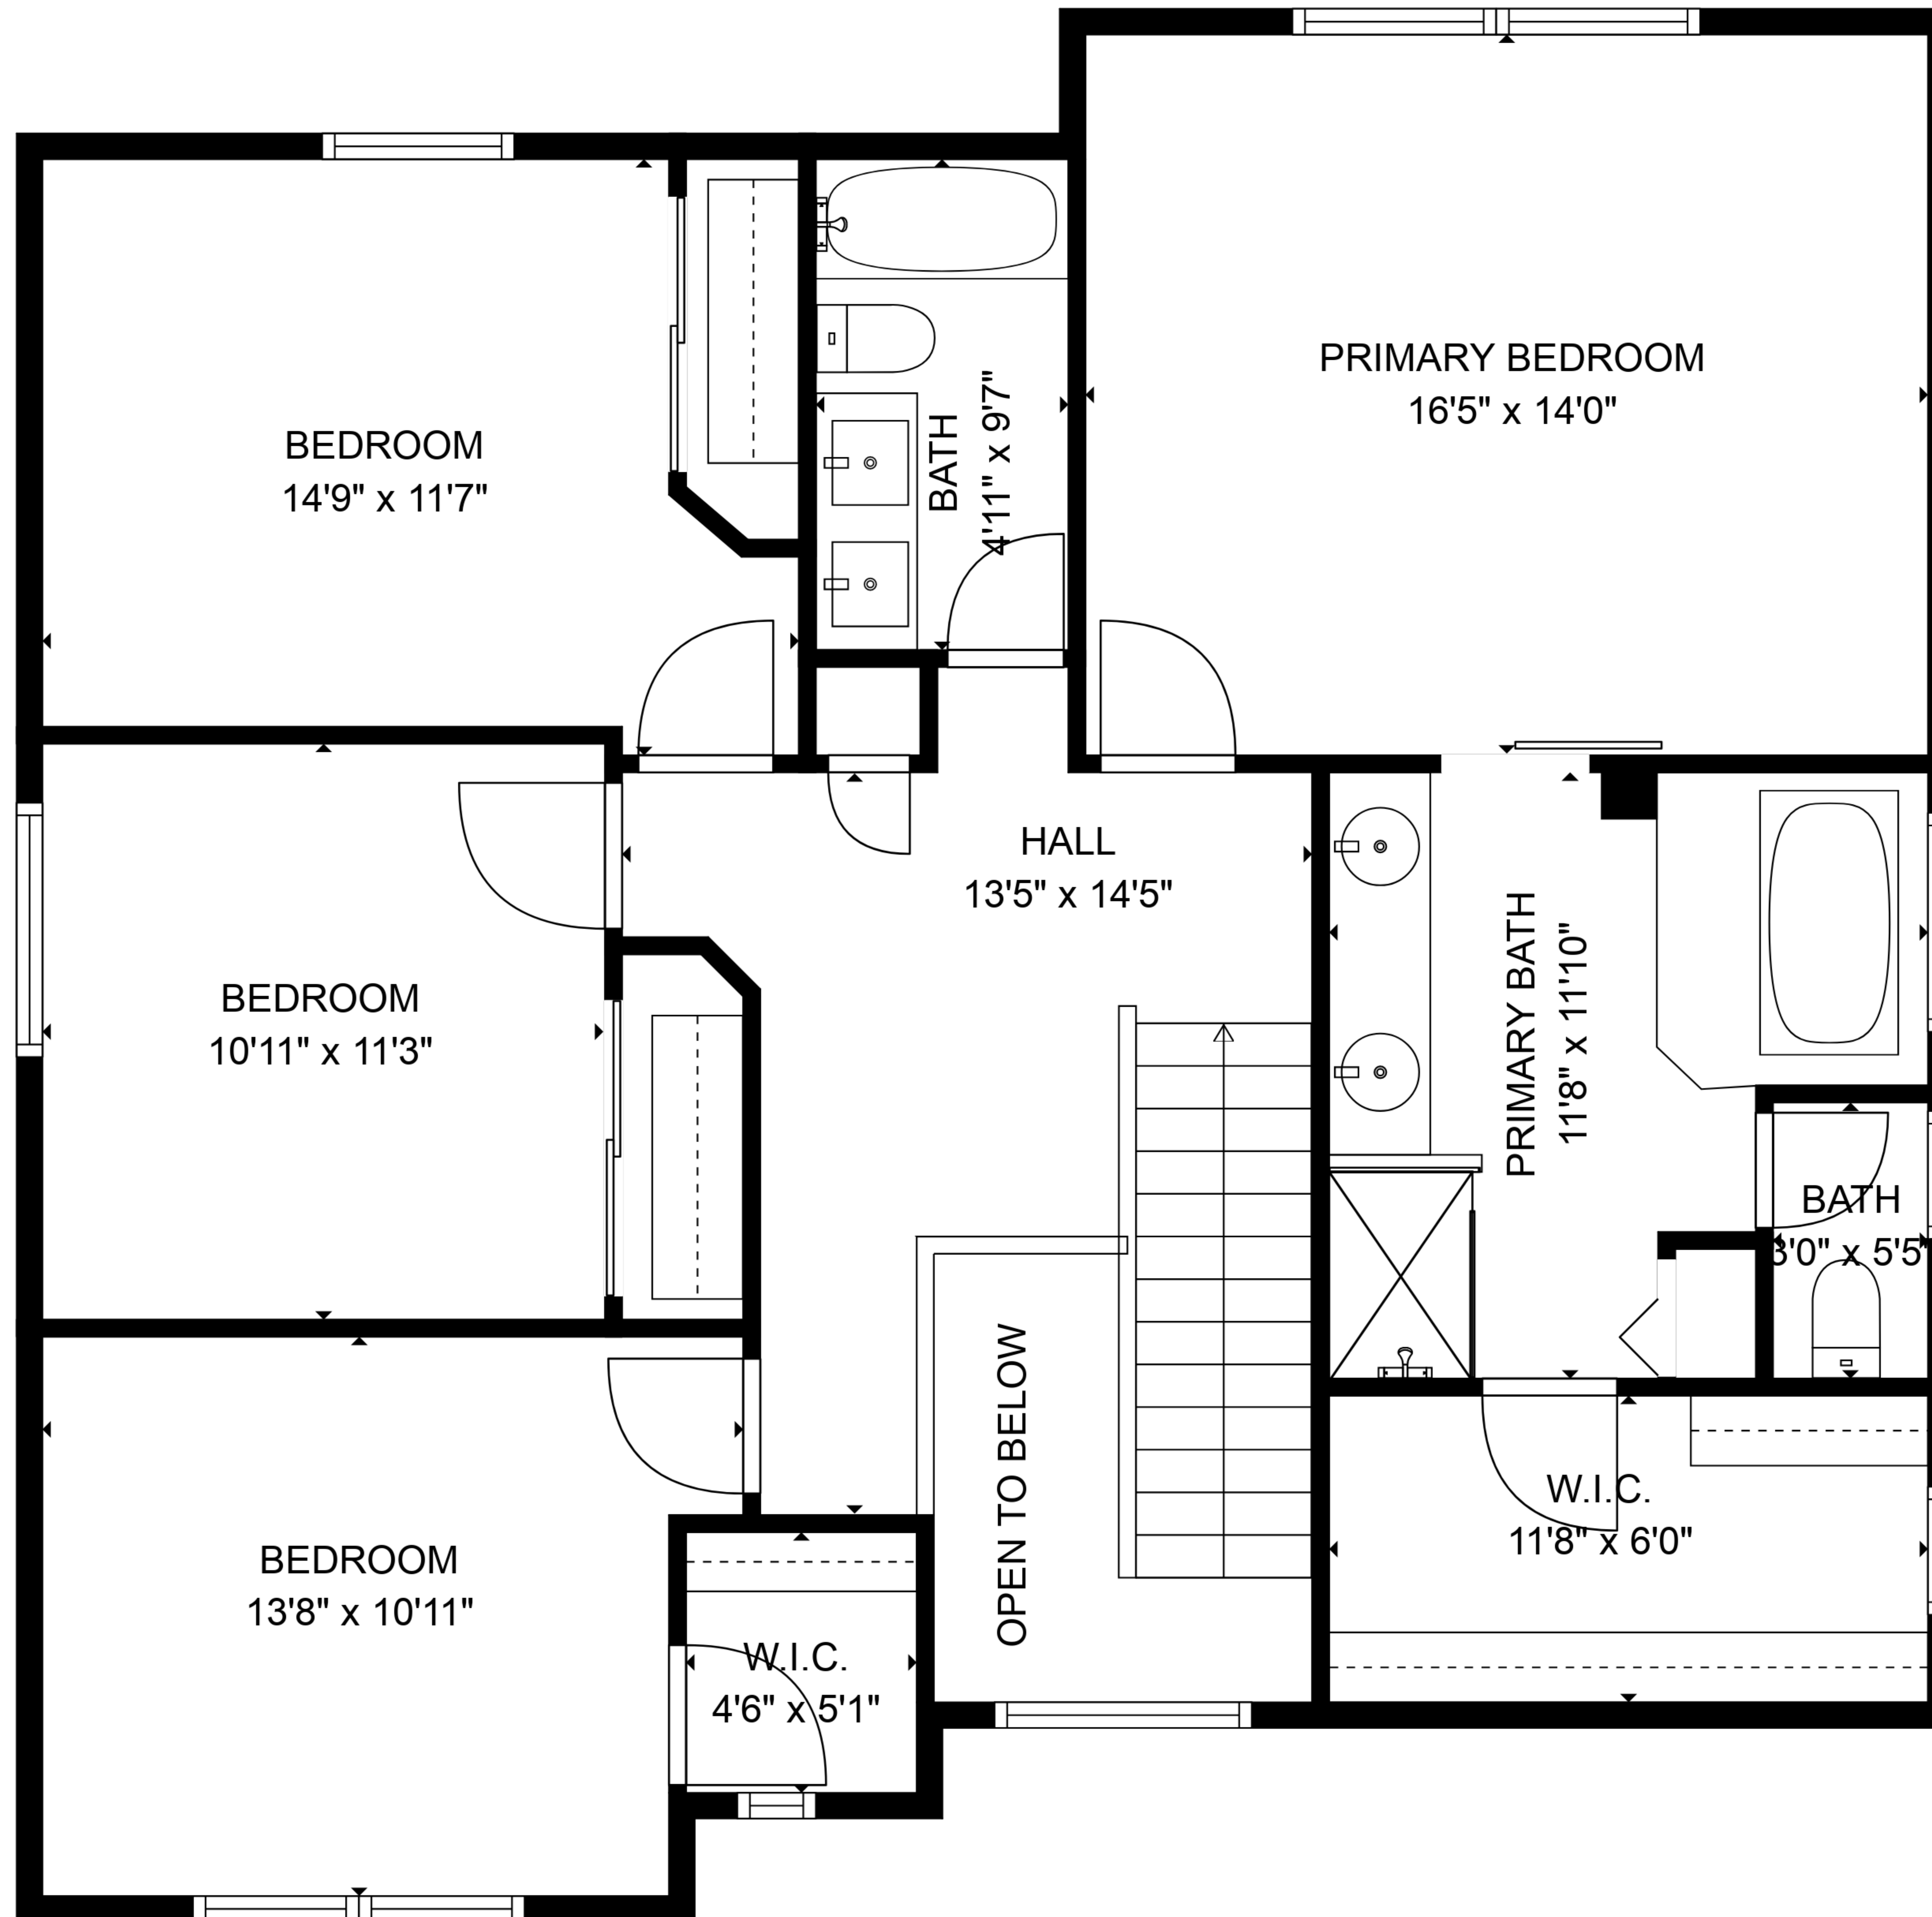 PRIMARY BEDROOM
16'5" x 14'0"
BEDROOM
14'9" x 11'7"
BATH
4'11" x 9'7"
HALL
13'5" x 14'5"
BEDROOM
10'11" x 11'3"
PRIMARY BATH
11'8" x 11'10"
BATH
3'0" x 5'5"
OPEN TO BELOW
W.I.C.
11'8" x 6'0"
BEDROOM
13'8" x 10'11"
W.I.C.
4'6" x 5'1"